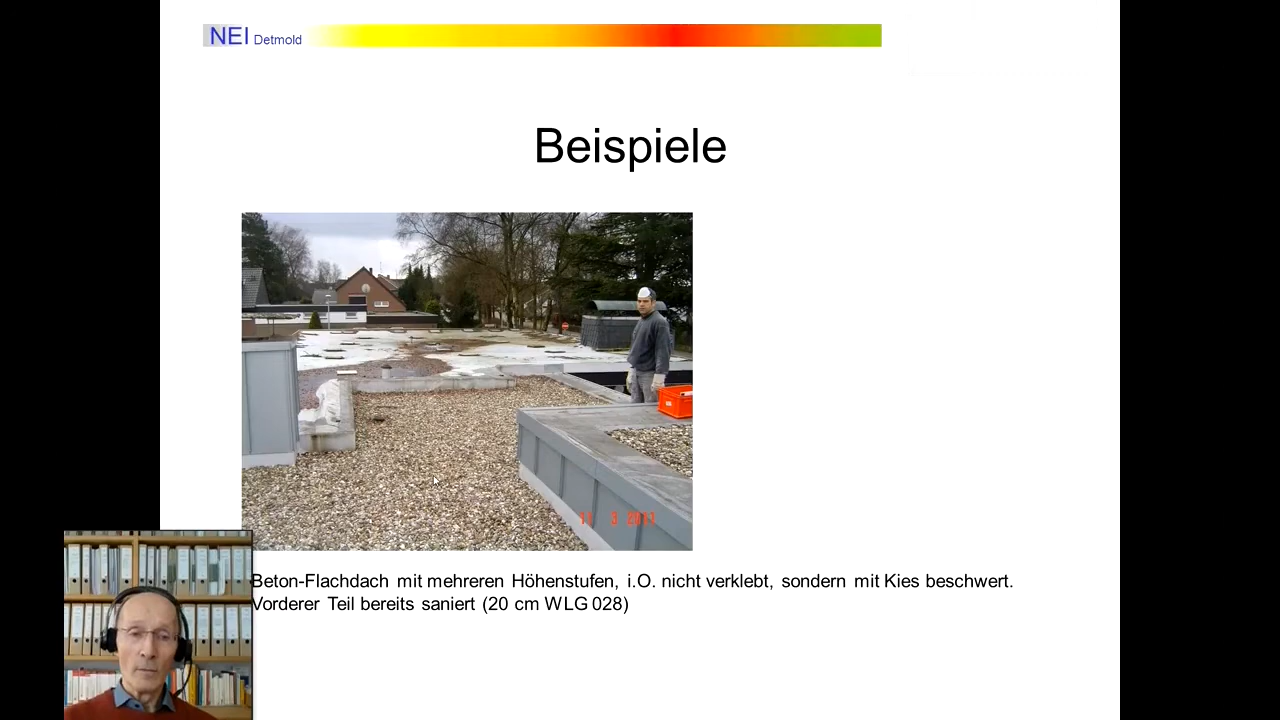 NEI Detmold
Beispiele
11 3 2011
Beton-Flachdach mit mehreren Höhenstufen, i.O. nicht verklebt, sondern mit Kies beschwert.
Vorderer Teil bereits saniert (20 cm WLG 028)